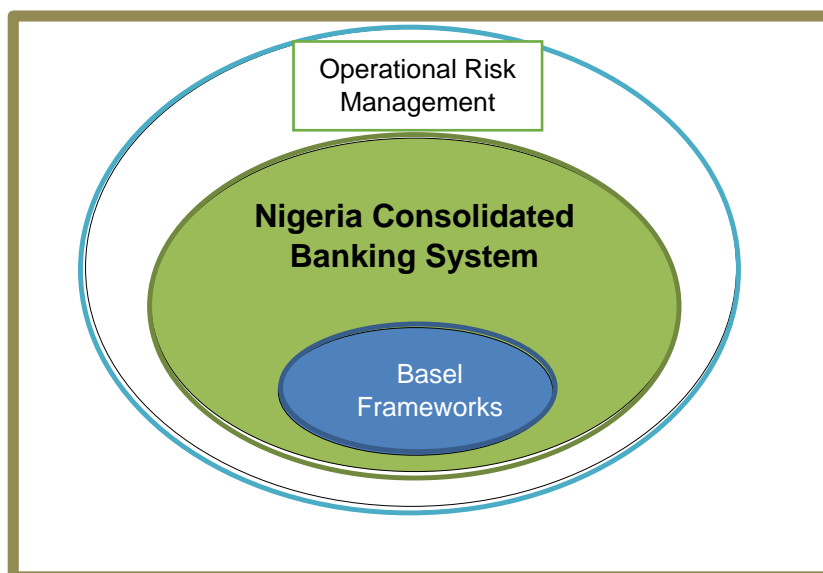 Operational Risk
Management
Nigeria Consolidated
Banking System
Basel
Frameworks